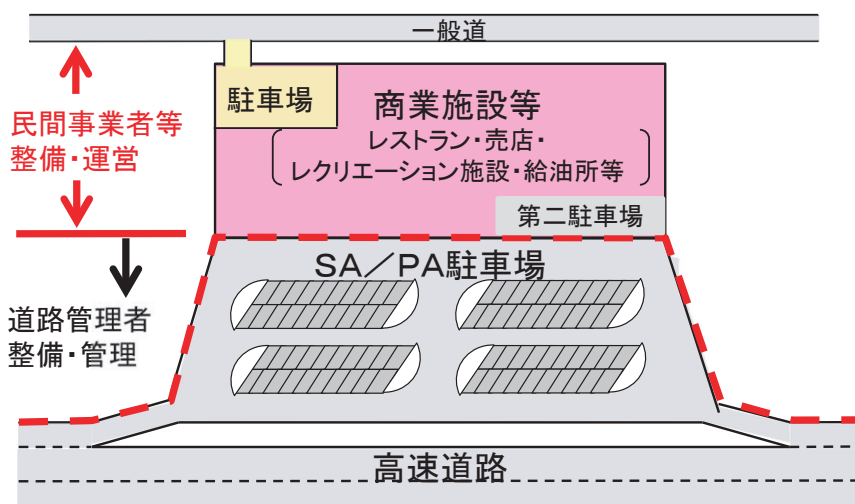 一般道
駐車場
商業施設等
レストラン・売店・
レクリエーション施設・給油所等
民間事業者等
整備・運営
第二駐車場
SA／PA駐車場
道路管理者
整備・管理
高速道路